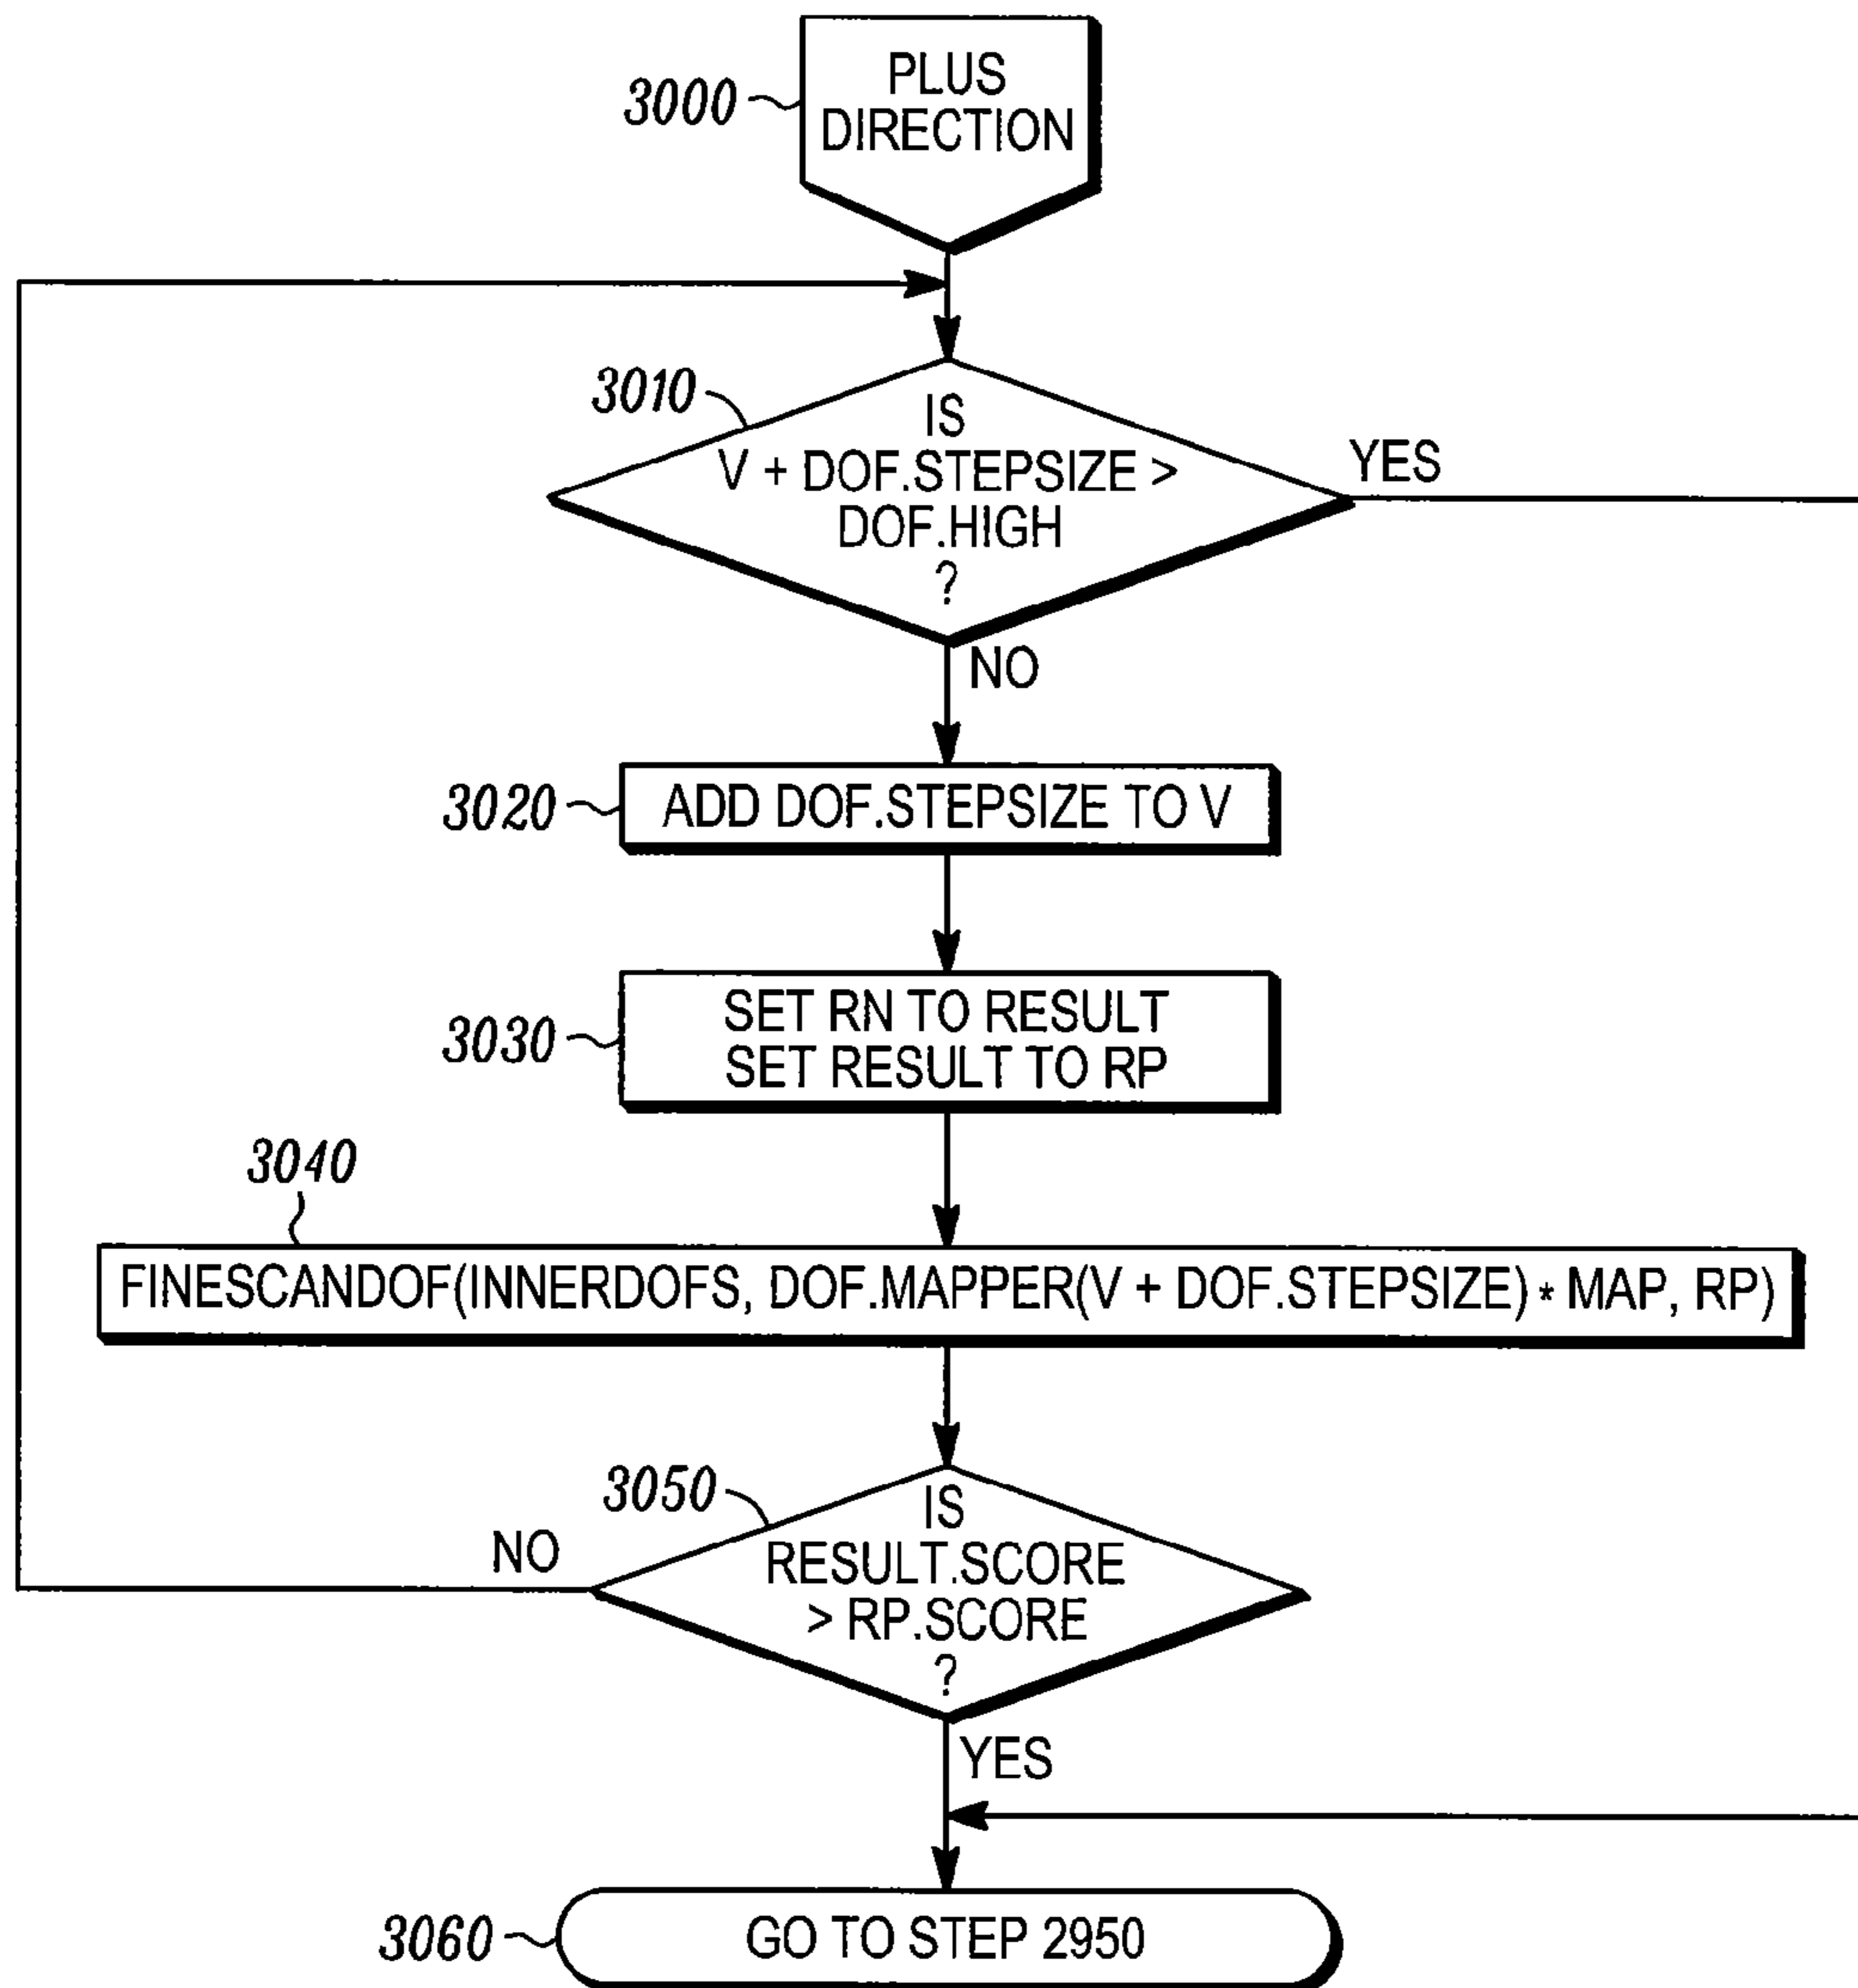 3000
PLUS
DIRECTION
3010
IS
V + DOF.STEPSIZE >
DOF.HIGH
?
YES
NO
3020
ADD DOF.STEPSIZE TO V
3030
SET RN TO RESULT
SET RESULT TO RP
3040
FINESCANDOF(INNERDOFS, DOF.MAPPER(V + DOF.STEPSIZE) * MAP, RP)
3050
IS
RESULT.SCORE
> RP.SCORE
?
NO
YES
3060
GO TO STEP 2950